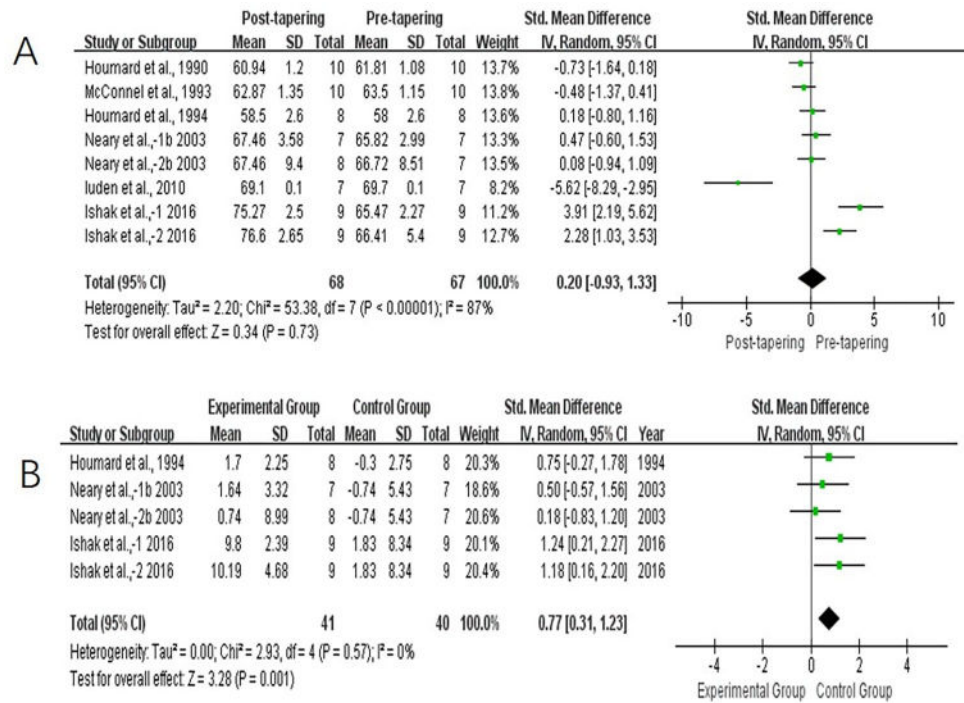 A
Post-tapering Pre-tapering Std. Mean Difference Std. Mean Difference
Study or Subgroup Mean SD Total Mean SD Total Weight IV, Random, 95% CI IV, Random, 95% CI
Houmard et al., 1990 60.94 1.2 10 61.81 1.08 10 13.7% -0.73 [-1.64, 0.18]
McConnel et al., 1993 62.87 1.35 10 63.5 1.15 10 13.8% -0.48 [-1.37, 0.41]
Houmard et al., 1994 58.5 2.6 8 58 2.6 8 13.6% 0.18 [-0.80, 1.16]
Neary et al.,-1b 2003 67.46 3.58 7 65.82 2.99 7 13.3% 0.47 [-0.60, 1.53]
Neary et al.,-2b 2003 67.46 9.4 8 66.72 8.51 7 13.5% 0.08 [-0.94, 1.09]
luden et al., 2010 69.1 0.1 7 69.7 0.1 7 8.2% -5.62 [-8.29, -2.95]
Ishak et al.,-1 2016 75.27 2.5 9 65.47 2.27 9 11.2% 3.91 [2.19, 5.62]
Ishak et al.,-2 2016 76.6 2.65 9 66.41 5.4 9 12.7% 2.28 [1.03, 3.53]
Total (95% CI) 68 67 100.0% 0.20 [-0.93, 1.33]
Heterogeneity: Tau² = 2.20; Chi² = 53.38, df = 7 (P < 0.00001); I² = 87%
Test for overall effect: Z = 0.34 (P = 0.73)
-10 -5 0 5 10
Post-tapering Pre-tapering
B
Experimental Group Control Group Std. Mean Difference Std. Mean Difference
Study or Subgroup Mean SD Total Mean SD Total Weight IV, Random, 95% CI Year IV, Random, 95% CI
Houmard et al., 1994 1.7 2.25 8 -0.3 2.75 8 20.3% 0.75 [-0.27, 1.78] 1994
Neary et al.,-1b 2003 1.64 3.32 7 -0.74 5.43 7 18.6% 0.50 [-0.57, 1.56] 2003
Neary et al.,-2b 2003 0.74 8.99 8 -0.74 5.43 7 20.6% 0.18 [-0.83, 1.20] 2003
Ishak et al.,-1 2016 9.8 2.39 9 1.83 8.34 9 20.1% 1.24 [0.21, 2.27] 2016
Ishak et al.,-2 2016 10.19 4.68 9 1.83 8.34 9 20.4% 1.18 [0.16, 2.20] 2016
Total (95% CI) 41 40 100.0% 0.77 [0.31, 1.23]
Heterogeneity: Tau² = 0.00; Chi² = 2.93, df = 4 (P = 0.57); I² = 0%
Test for overall effect: Z = 3.28 (P = 0.001)
-4 -2 0 2 4
Experimental Group Control Group